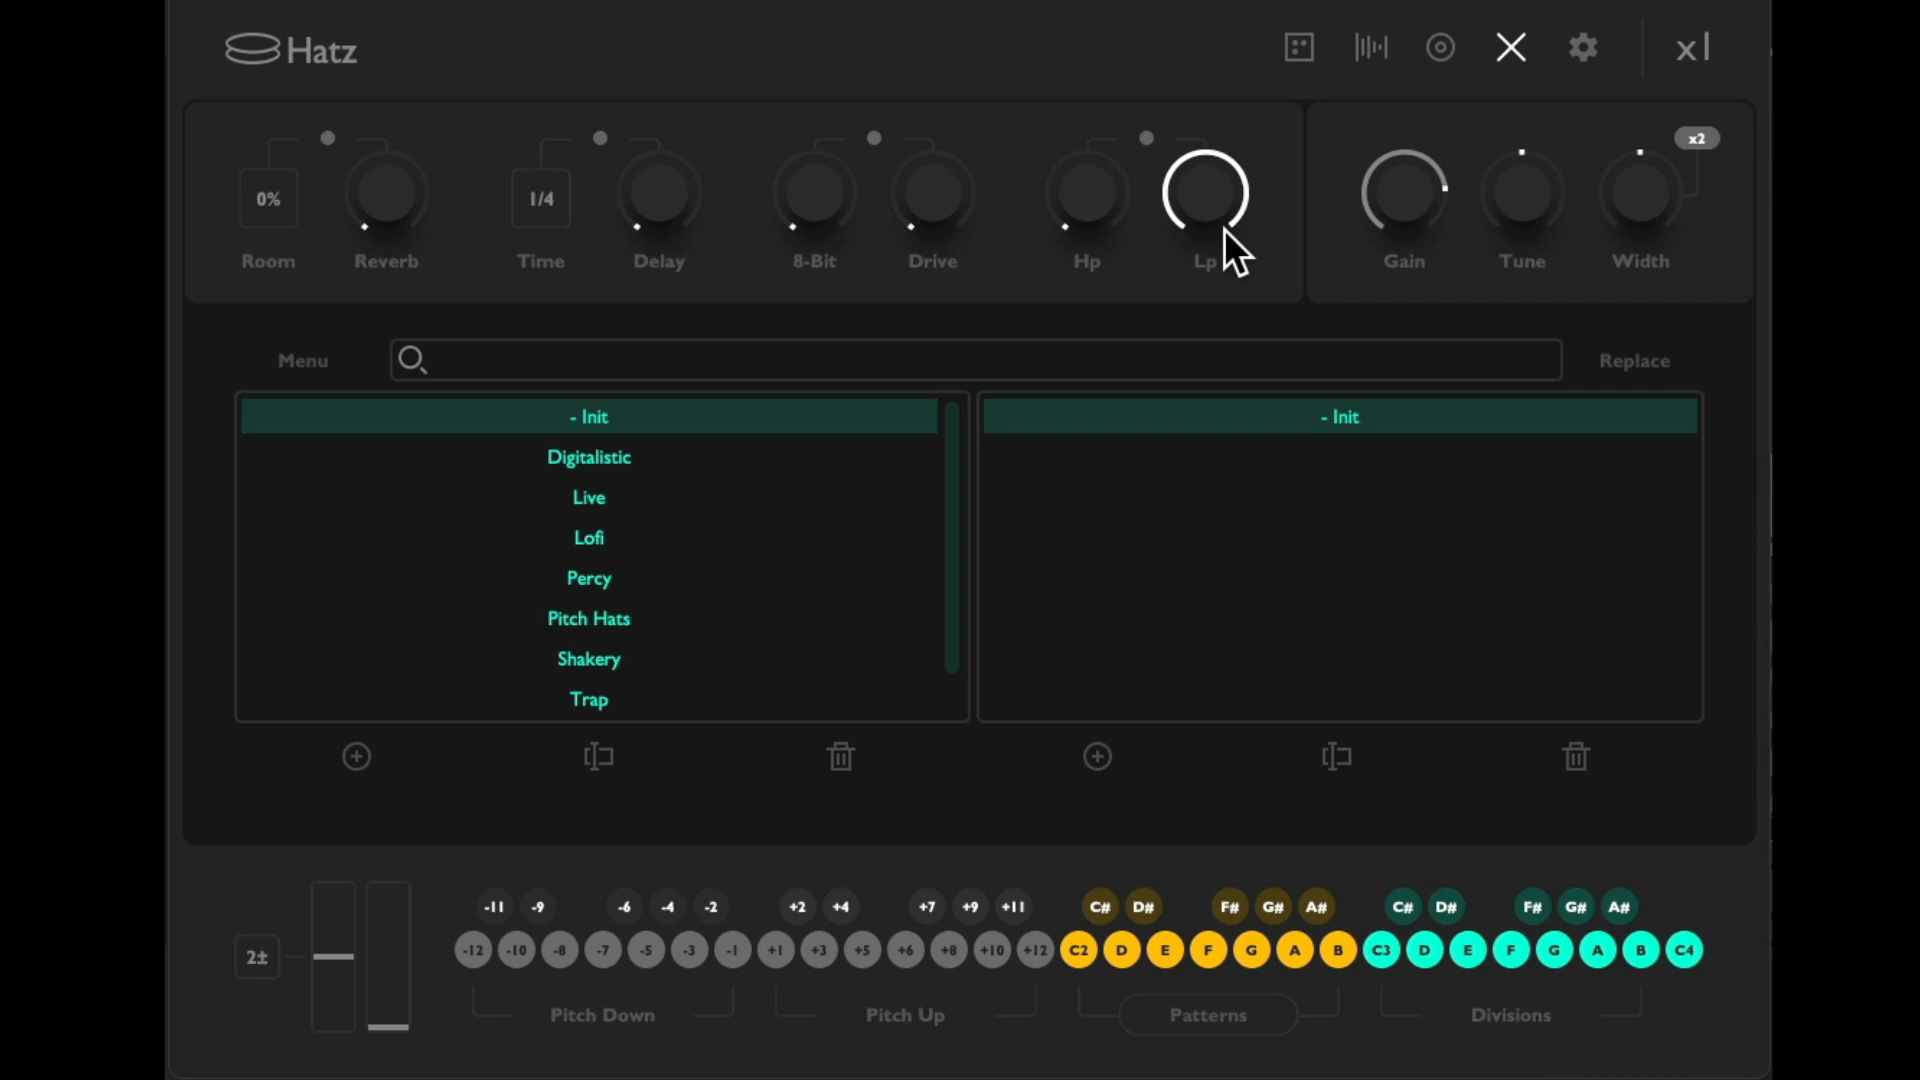 Hatz
xl
x2
0%
1/4
Room Reverb Time Delay 8-Bit Drive Hp Lp Gain Tune Width
Menu
Replace
- Init
Digitalistic
Live
Lofi
Percy
Pitch Hats
Shakery
Trap
- Init
-11 -9 -6 -4 -2 +2 +4 +7 +9 +11 C# D# F# G# A# C# D# F# G# A#
2±
-12 -10 -8 -7 -5 -3 -1 +1 +3 +5 +6 +8 +10 +12 C2 D E F G A B C3 D E F G A B C4
Pitch Down Pitch Up Patterns Divisions